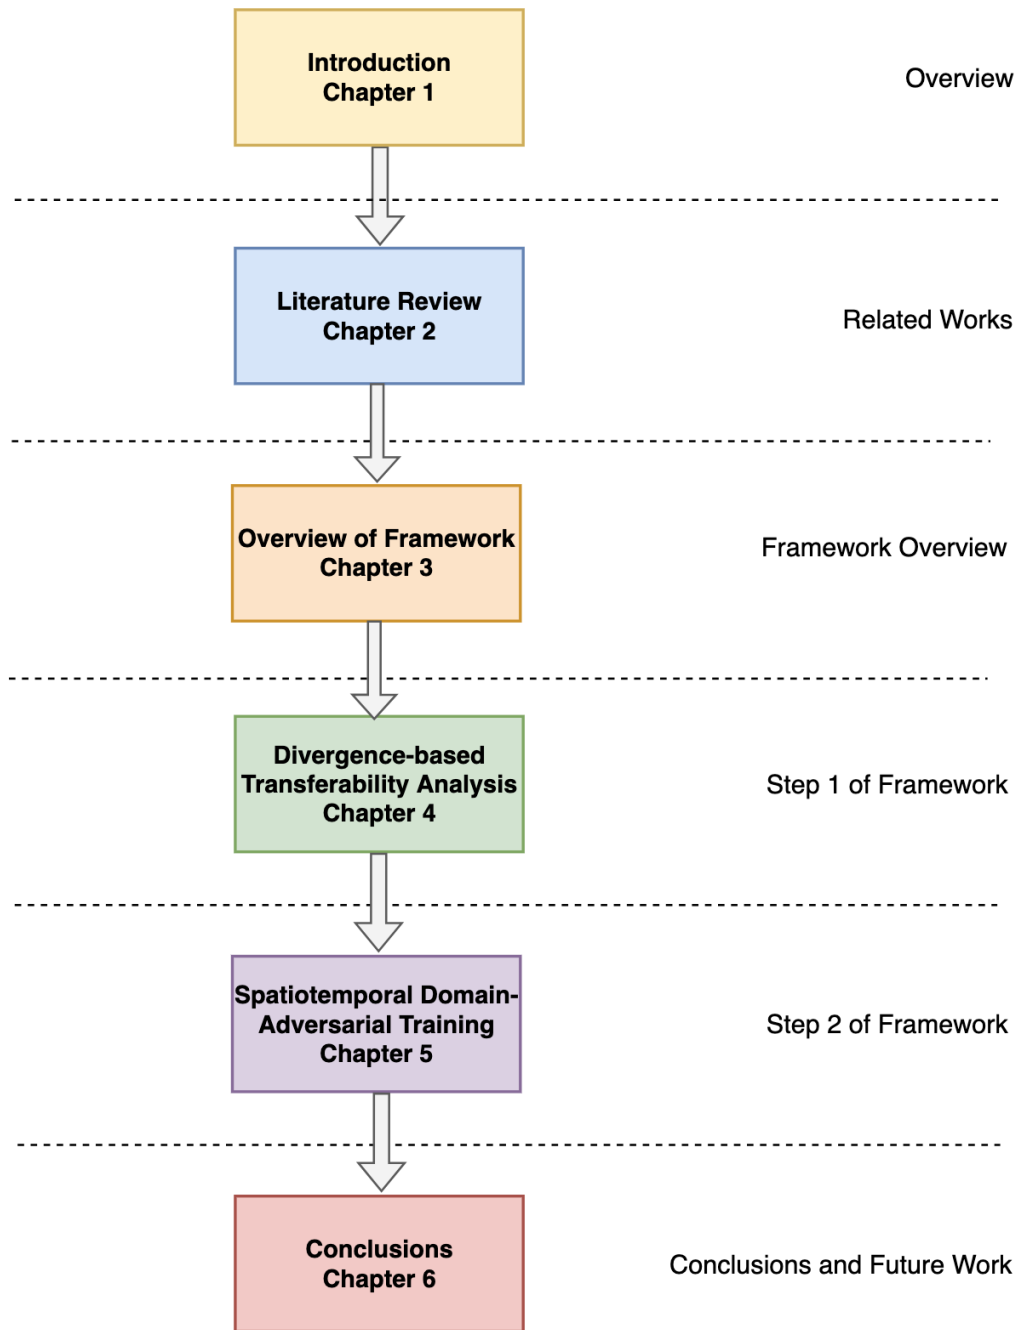 Introduction
Chapter 1
Overview
Literature Review
Chapter 2
Related Works
Overview of Framework
Chapter 3
Framework Overview
Divergence-based
Transferability Analysis
Chapter 4
Step 1 of Framework
Spatiotemporal Domain-
Adversarial Training
Chapter 5
Step 2 of Framework
Conclusions
Chapter 6
Conclusions and Future Work